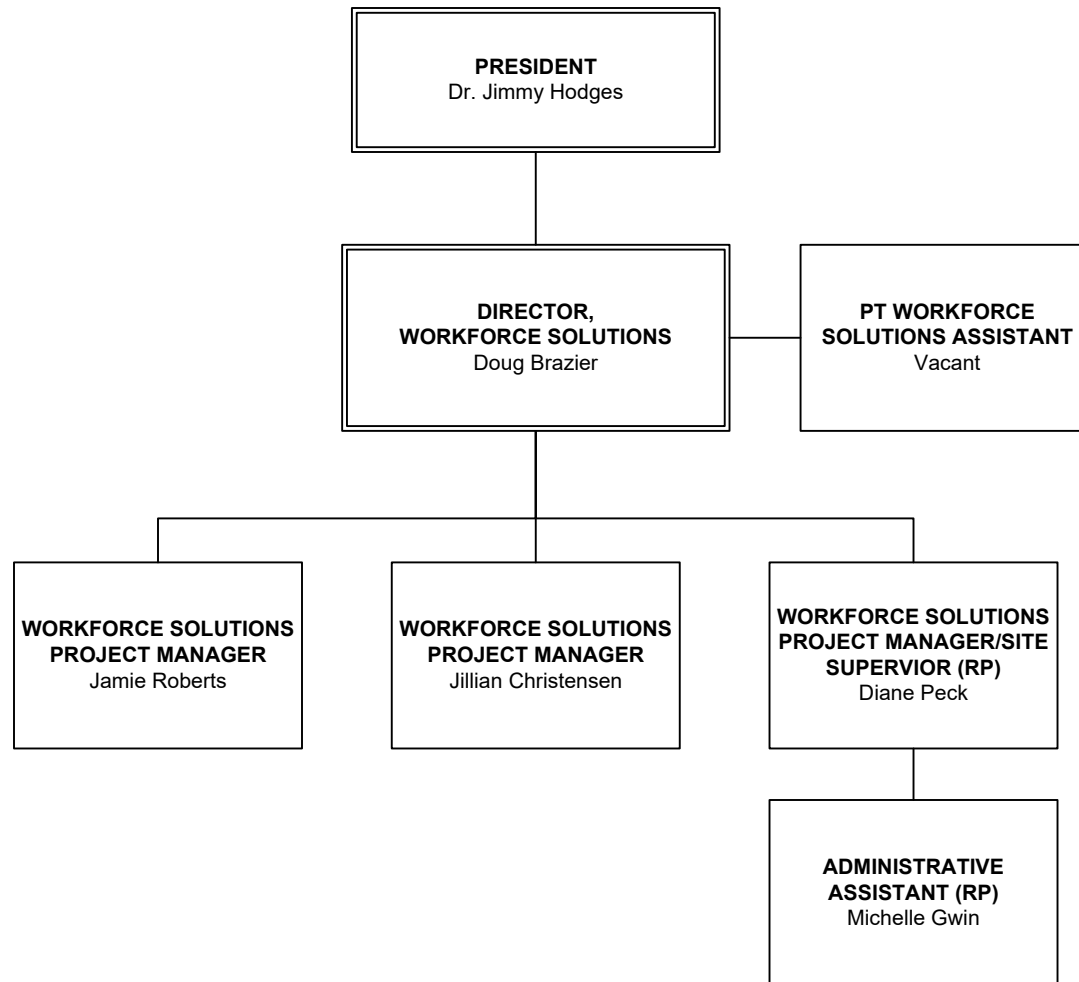 PRESIDENT
Dr. Jimmy Hodges
DIRECTOR,
WORKFORCE SOLUTIONS
Doug Brazier
PT WORKFORCE
SOLUTIONS ASSISTANT
Vacant
WORKFORCE SOLUTIONS
PROJECT MANAGER
Jamie Roberts
WORKFORCE SOLUTIONS
PROJECT MANAGER
Jillian Christensen
WORKFORCE SOLUTIONS
PROJECT MANAGER/SITE
SUPERVIOR (RP)
Diane Peck
ADMINISTRATIVE
ASSISTANT (RP)
Michelle Gwin